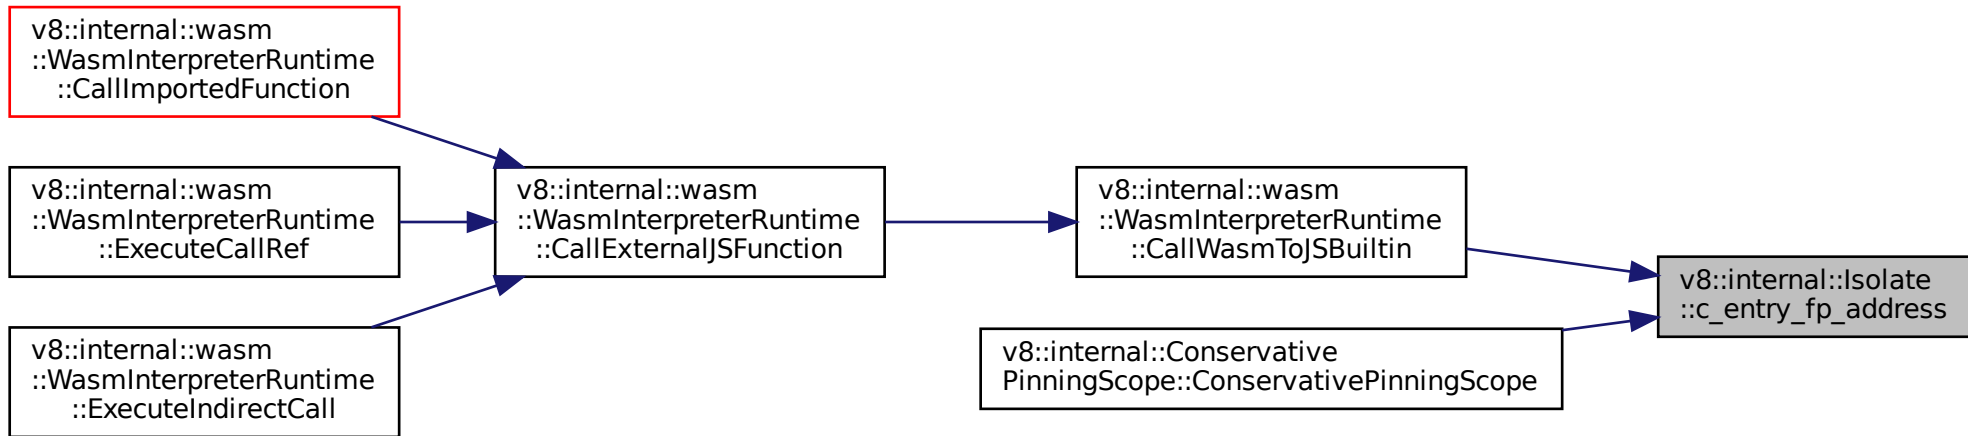 v8::internal::wasm
::WasmInterpreterRuntime
::CallImportedFunction
v8::internal::wasm
::WasmInterpreterRuntime
::ExecuteCallRef
v8::internal::wasm
::WasmInterpreterRuntime
::ExecuteIndirectCall
v8::internal::wasm
::WasmInterpreterRuntime
::CallExternalJSFunction
v8::internal::wasm
::WasmInterpreterRuntime
::CallWasmToJSBuiltin
v8::internal::Conservative
PinningScope::ConservativePinningScope
v8::internal::Isolate
::c_entry_fp_address